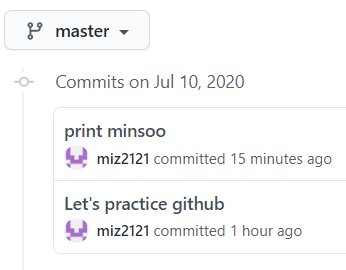 master
Commits on Jul 10, 2020
print minsoo
miz2121 committed 15 minutes ago
Let's practice github
miz2121 committed 1 hour ago